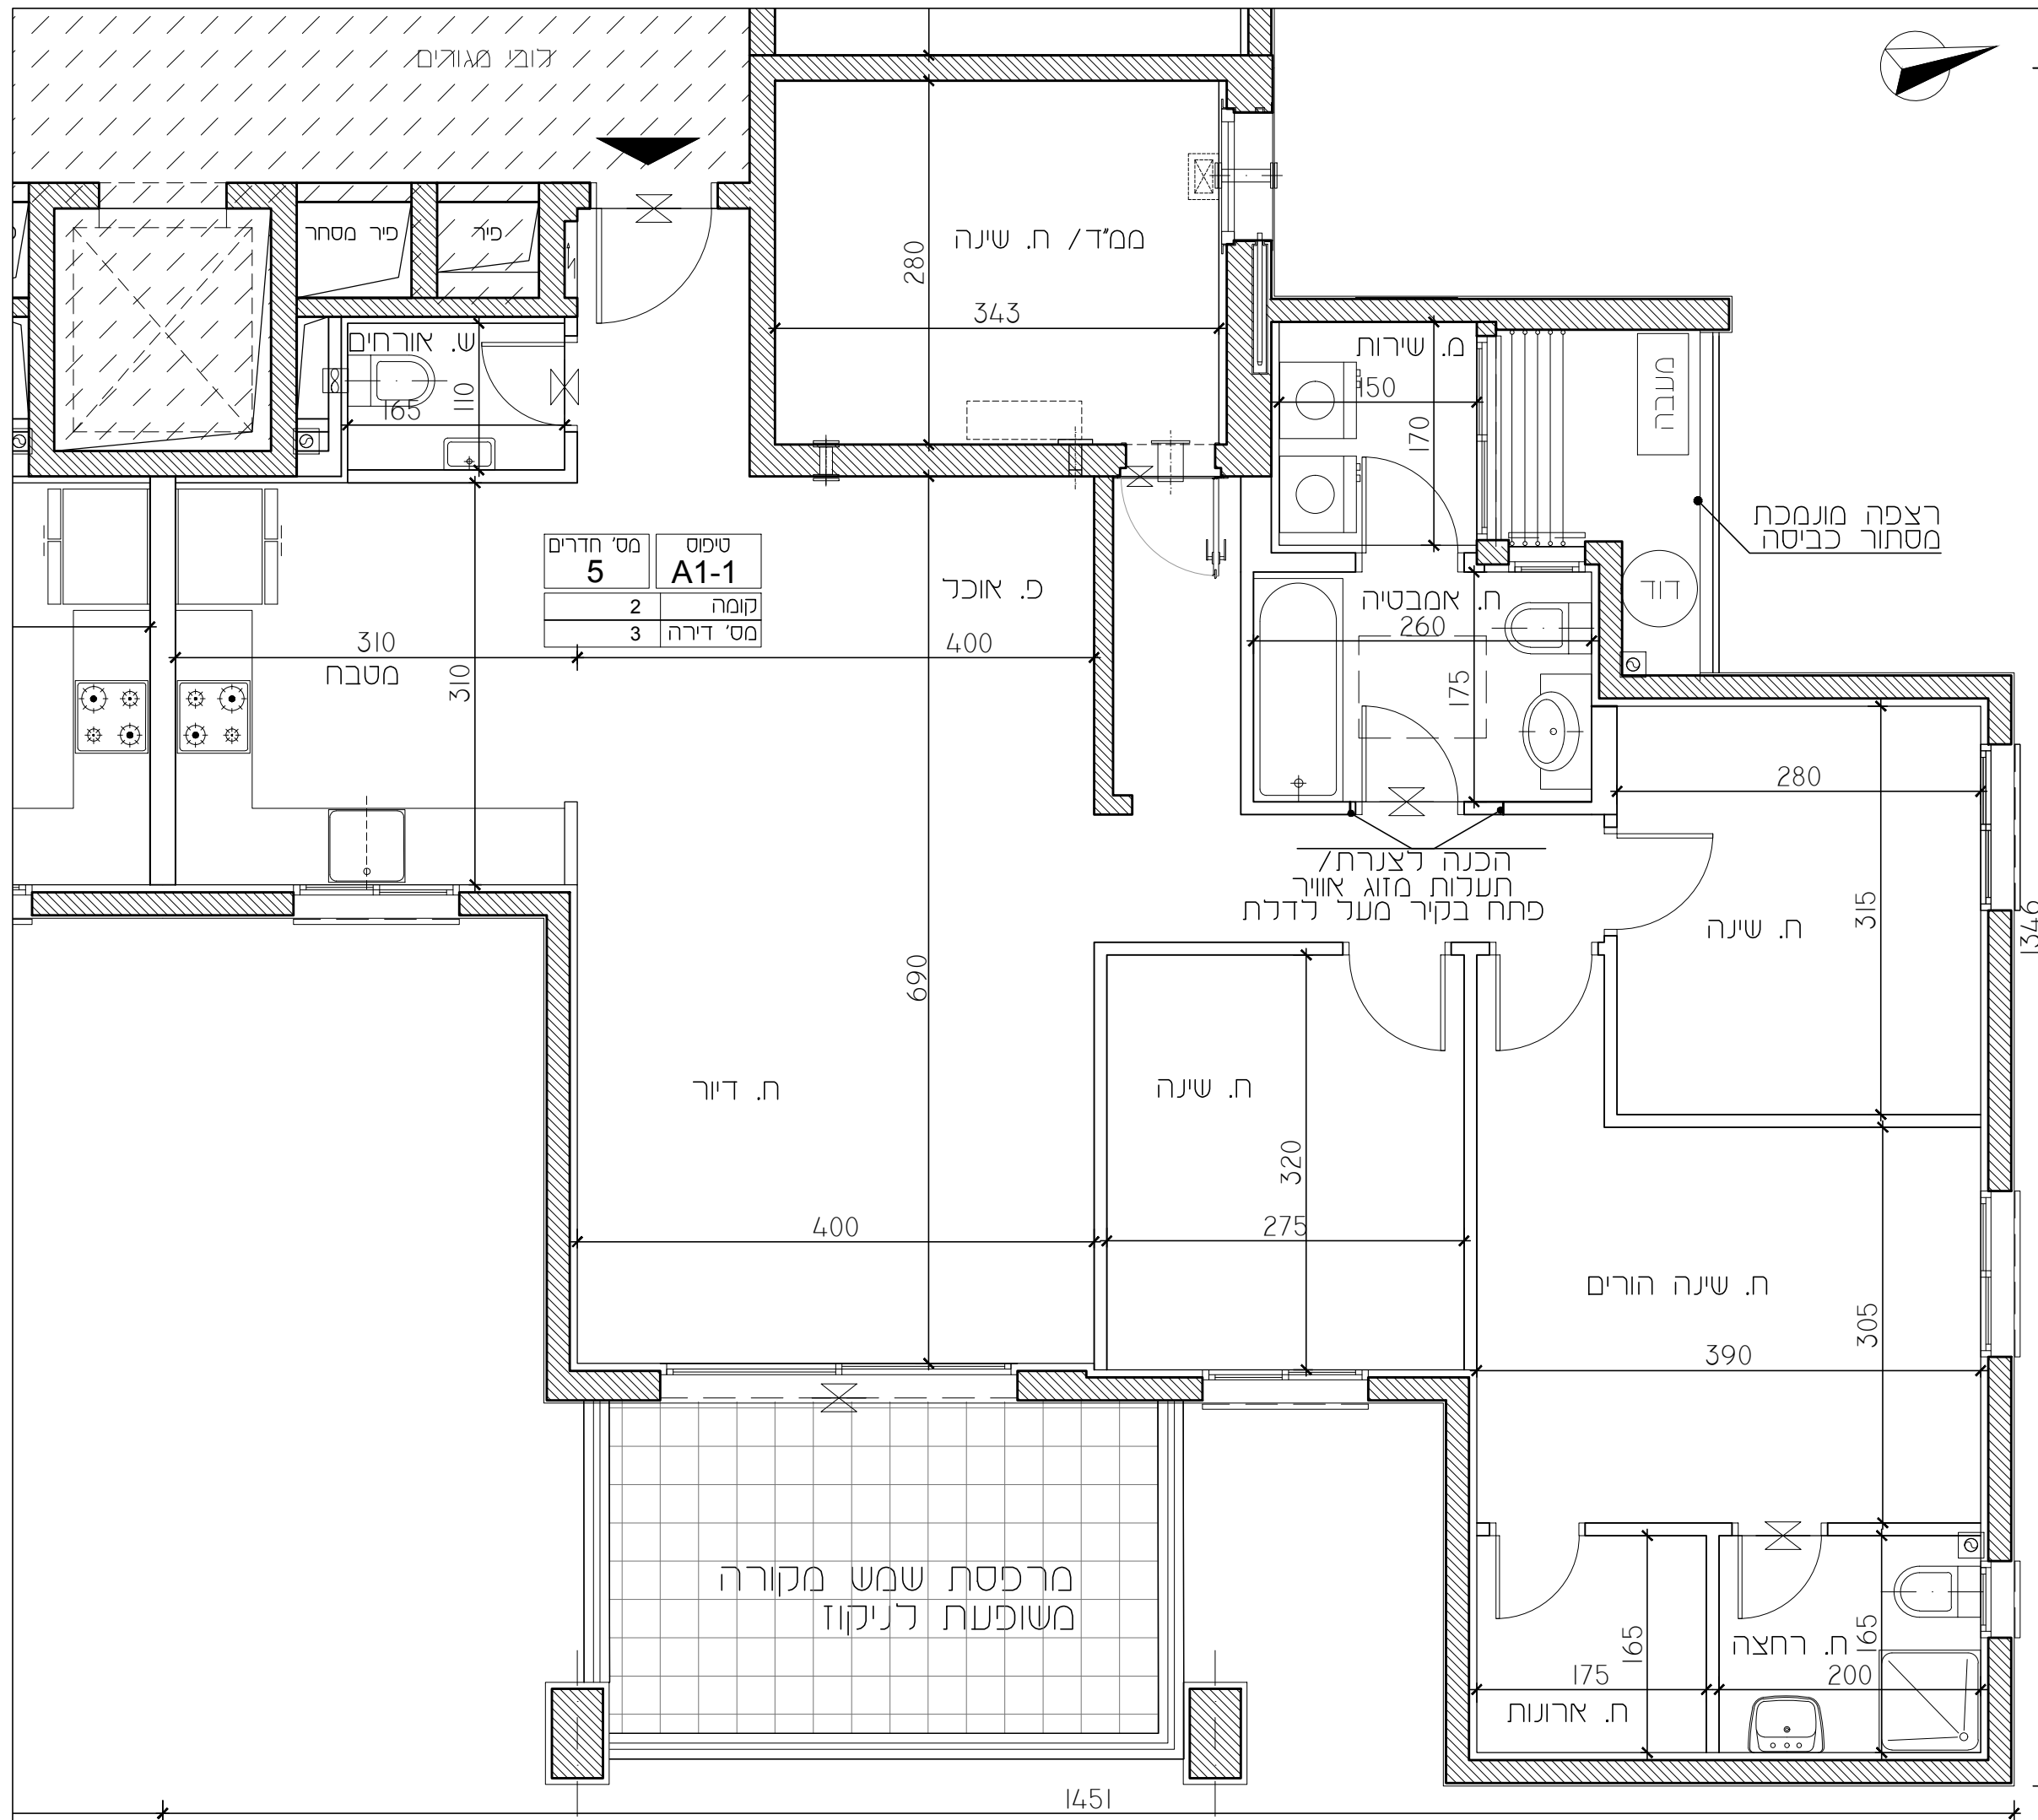 לובי מגורים
פיר מסחר
פיר
ממ"ד/ ח. שינה
280
343
ש. אורחים
165
110
מ. שירות
150
170
מעבה
רצפה מונמכת
מסתור כביסה
דוד
מס' חדרים
5
טיפוס
A1-1
קומה 2
מס' דירה 3
פ. אוכל
400
310
מטבח
310
ח. אמבטיה
260
175
280
הכנה לצנרת/
תעלות מזוג אוויר
פתח בקיר מעל לדלת
315
ח. שינה
1346
690
ח. דיור
400
ח. שינה
320
275
ח. שינה הורים
305
390
מרפסת שמש מקורה
משופעת לניקוז
165
175
ח. ארונות
ח. רחצה
165
200
1451